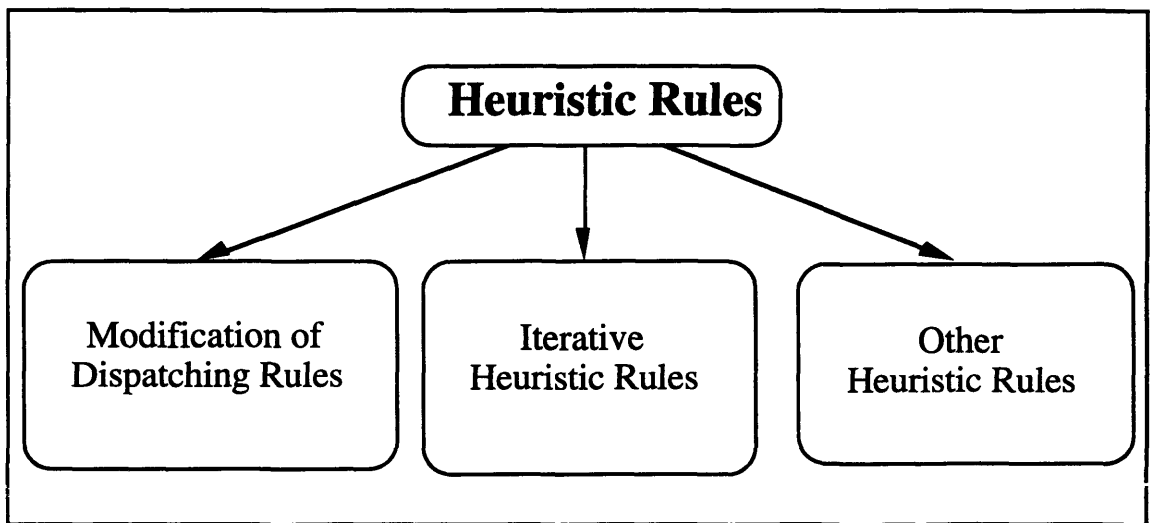 Heuristic Rules
Modification of
Dispatching Rules
Iterative
Heuristic Rules
Other
Heuristic Rules